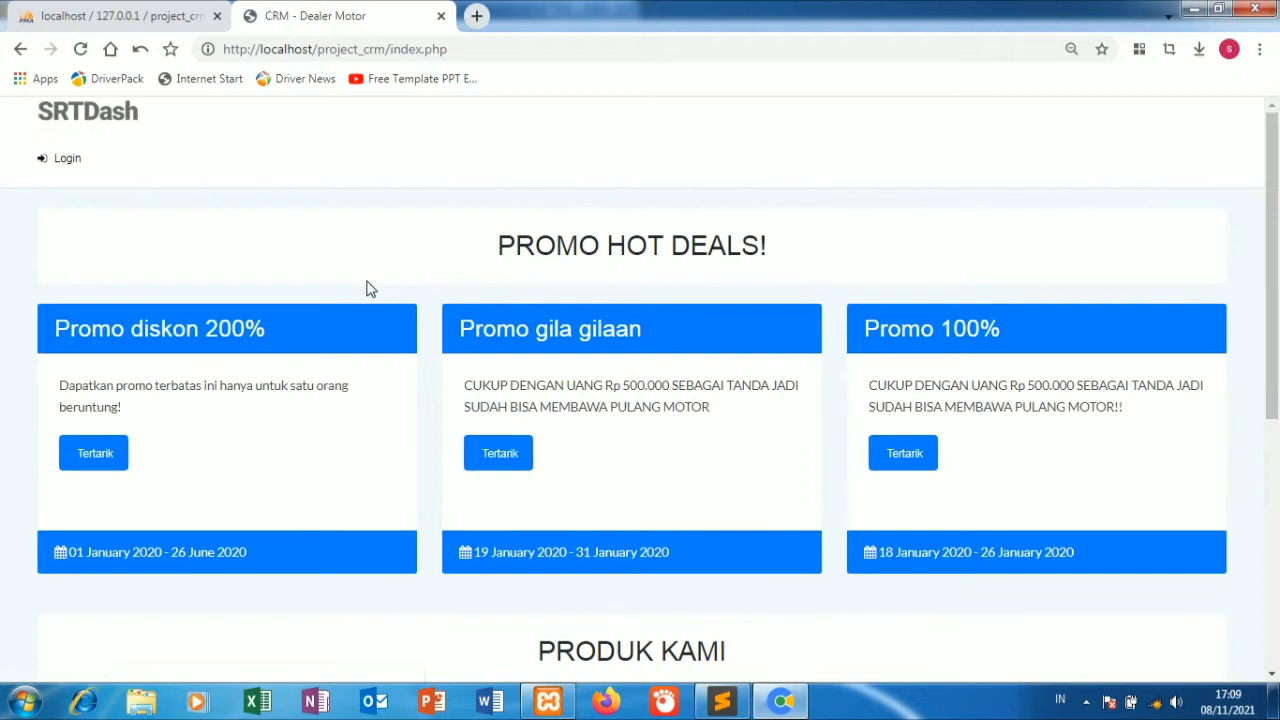 localhost / 127.0.0.1 / project_crm
CRM - Dealer Motor
http://localhost/project_crm/index.php
S
Apps
DriverPack
Internet Start
Driver News
Free Template PPT E...
SRTDash
Login
PROMO HOT DEALS!
Promo diskon 200%
Promo gila gilaan
Promo 100%
Dapatkan promo terbatas ini hanya untuk satu orang
beruntung!
CUKUP DENGAN UANG Rp 500.000 SEBAGAI TANDA JADI
SUDAH BISA MEMBAWA PULANG MOTOR
CUKUP DENGAN UANG Rp 500.000 SEBAGAI TANDA JADI
SUDAH BISA MEMBAWA PULANG MOTOR!!
Tertarik
Tertarik
Tertarik
01 January 2020 - 26 June 2020
19 January 2020 - 31 January 2020
18 January 2020 - 26 January 2020
PRODUK KAMI
IN
17:09
08/11/2021